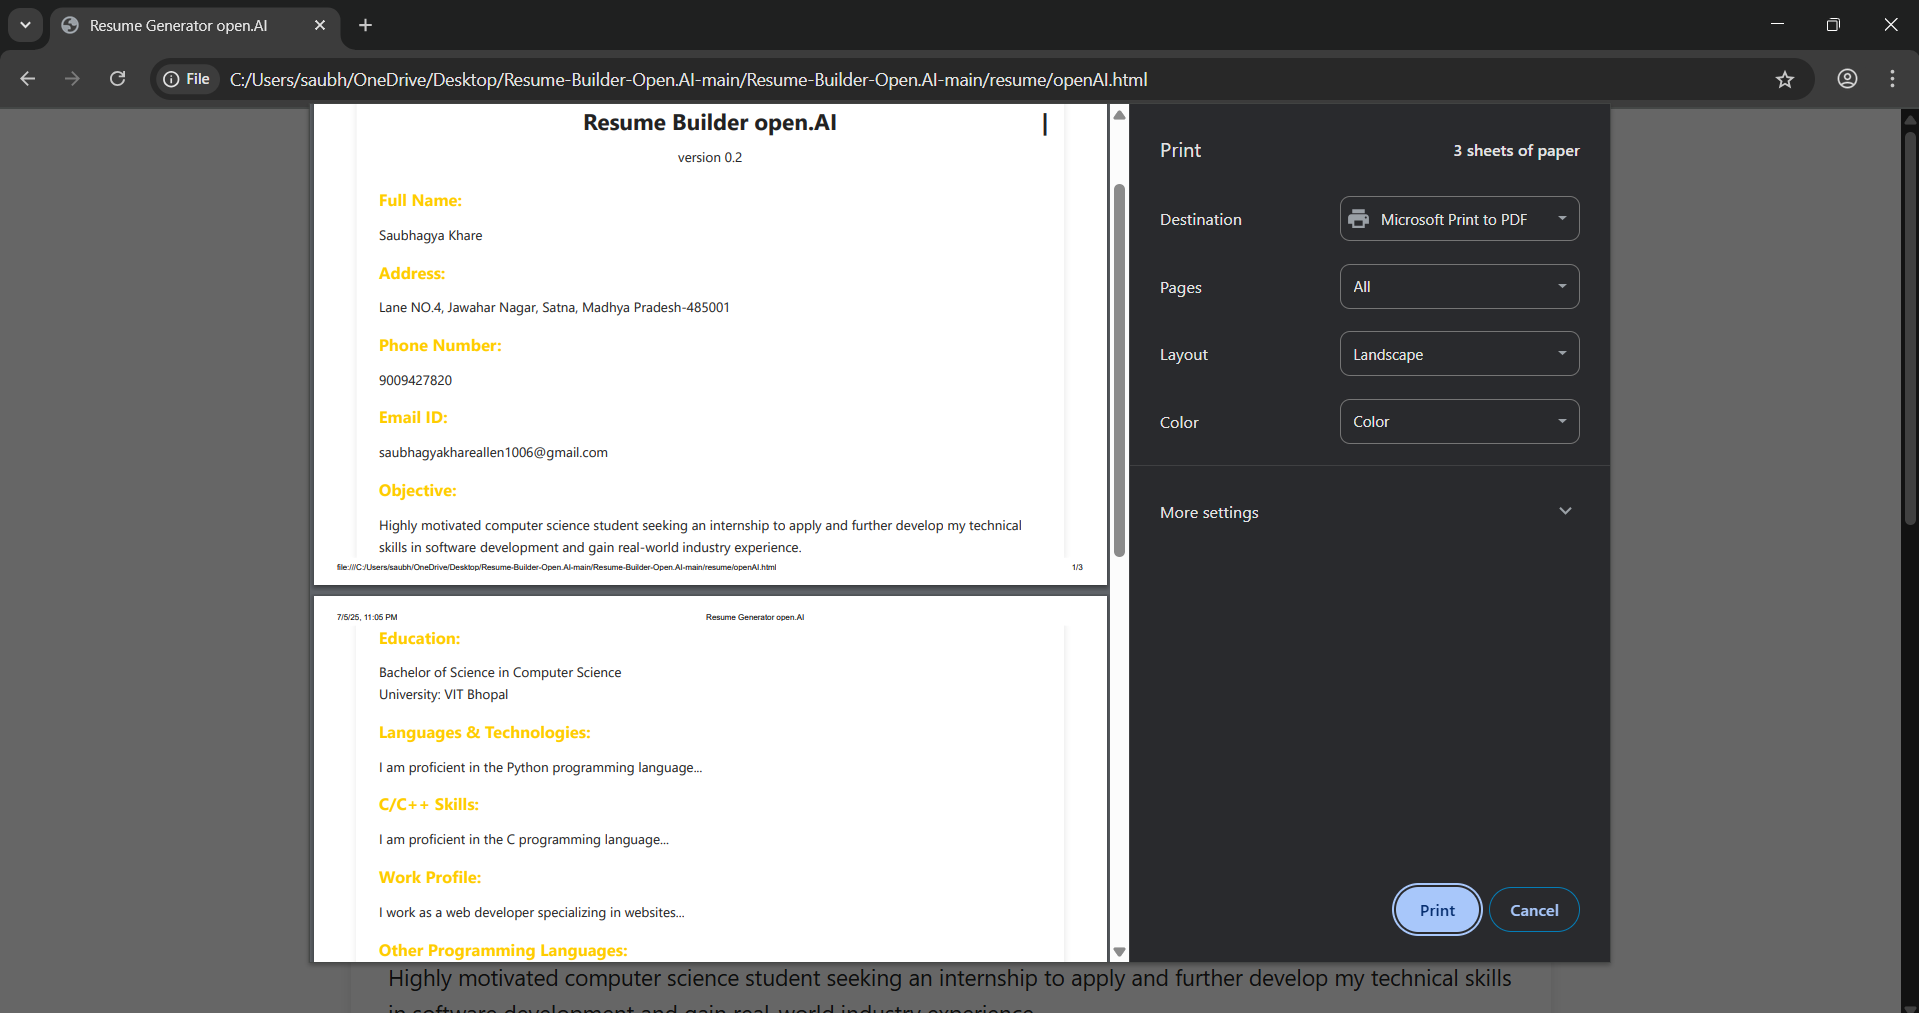 Resume Generator open.AI
File
C:/Users/saubh/OneDrive/Desktop/Resume-Builder-Open.AI-main/Resume-Builder-Open.AI-main/resume/openAI.html
Resume Builder open.AI
version 0.2
Full Name:
Saubhagya Khare
Address:
Lane NO.4, Jawahar Nagar, Satna, Madhya Pradesh-485001
Phone Number:
9009427820
Email ID:
saubhagyakhareallen1006@gmail.com
Objective:
Highly motivated computer science student seeking an internship to apply and further develop my technical
skills in software development and gain real-world industry experience.
file:///C:/Users/saubh/OneDrive/Desktop/Resume-Builder-Open.AI-main/Resume-Builder-Open.AI-main/resume/openAI.html 1/3
7/5/25, 11:05 PM Resume Generator open.AI
Education:
Bachelor of Science in Computer Science
University: VIT Bhopal
Languages & Technologies:
I am proficient in the Python programming language...
C/C++ Skills:
I am proficient in the C programming language...
Work Profile:
I work as a web developer specializing in websites...
Other Programming Languages:
Print 3 sheets of paper
Destination Microsoft Print to PDF
Pages All
Layout Landscape
Color Color
More settings
Print Cancel
Highly motivated computer science student seeking an internship to apply and further develop my technical skills
in software development and gain real-world industry experience.